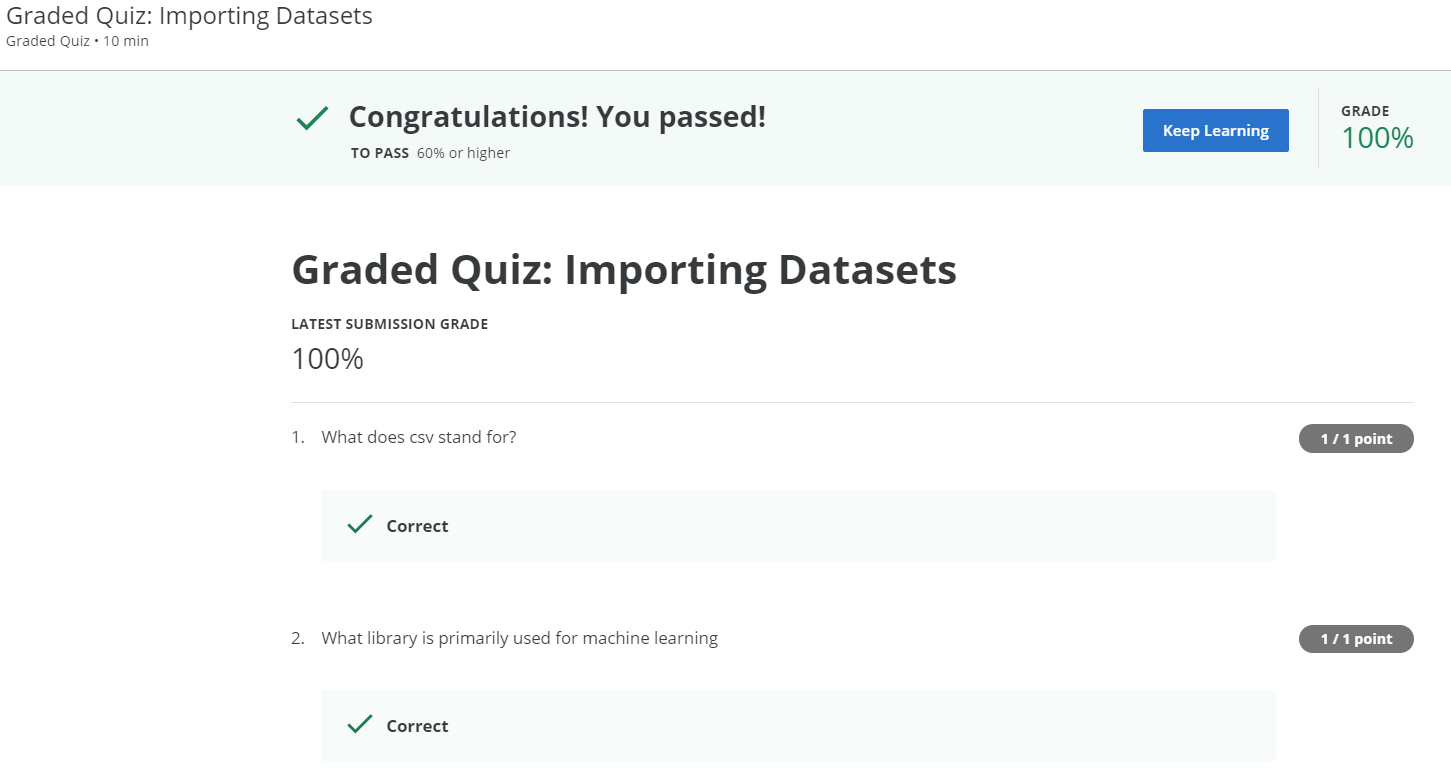 Graded Quiz: Importing Datasets
Graded Quiz • 10 min
Congratulations! You passed!
TO PASS 60% or higher
Keep Learning
GRADE
100%
Graded Quiz: Importing Datasets
LATEST SUBMISSION GRADE
100%
1. What does csv stand for?
1 / 1 point
Correct
2. What library is primarily used for machine learning
1 / 1 point
Correct